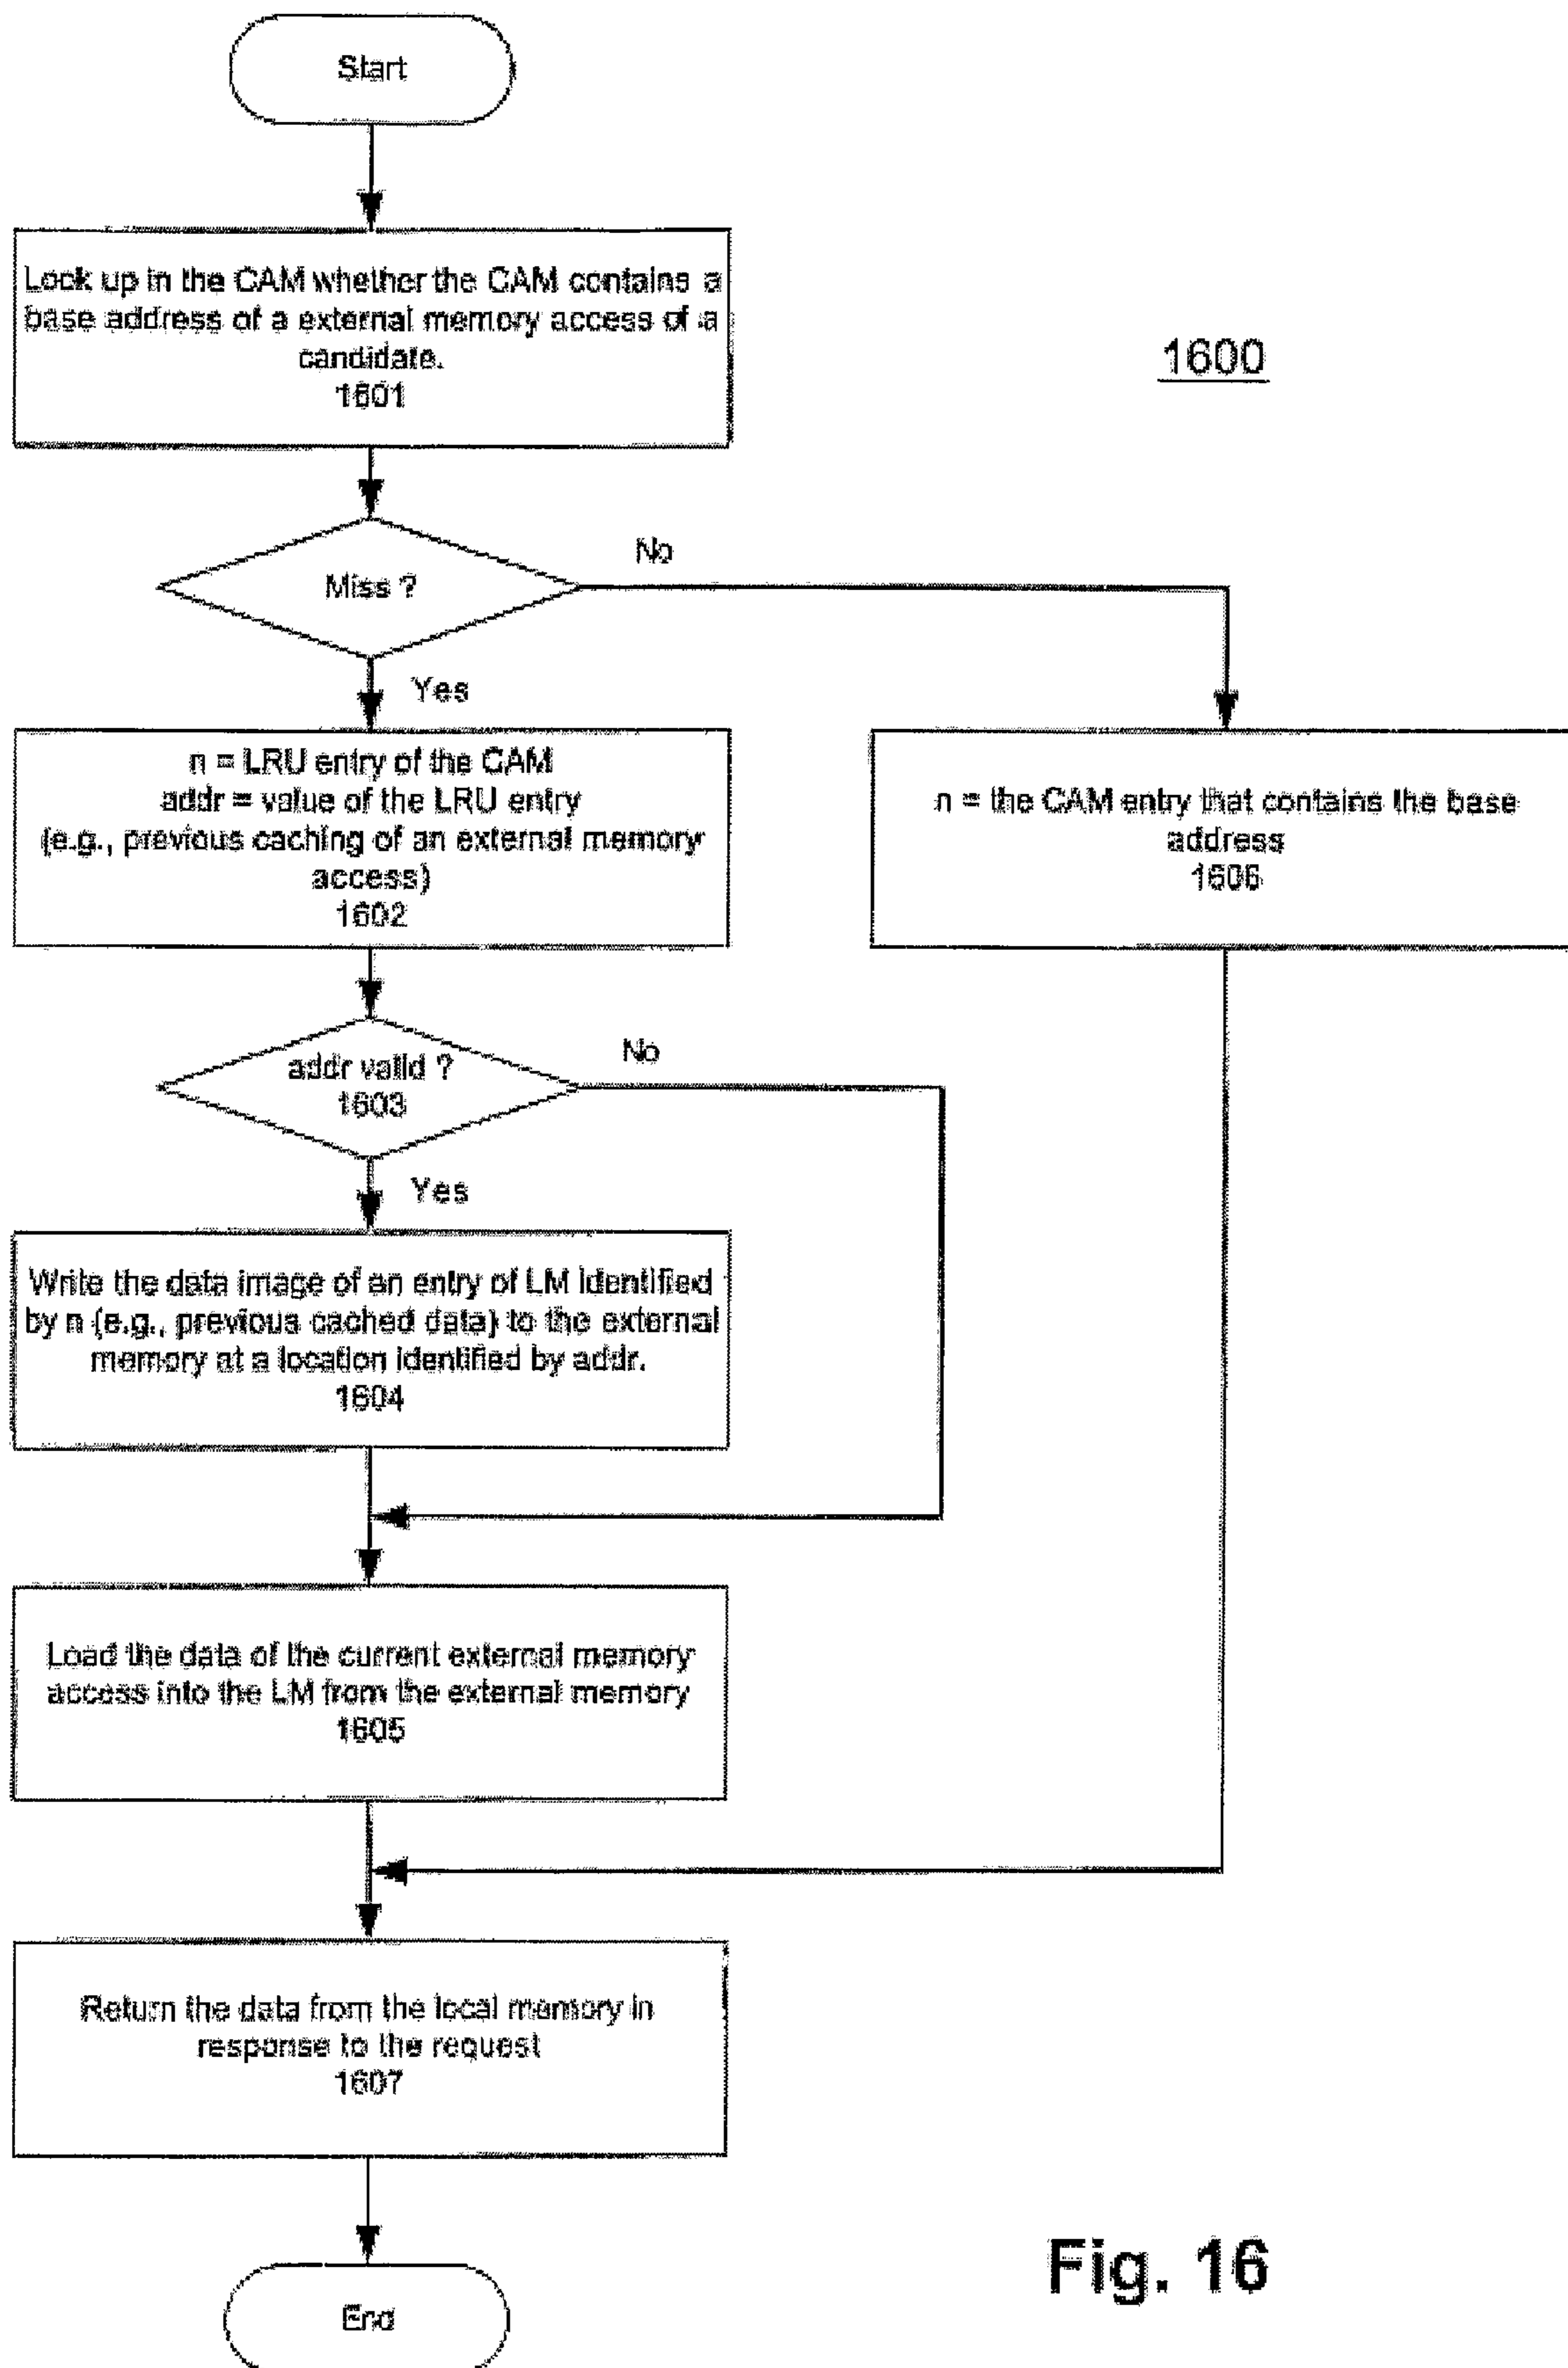 Start
Look up in the CAM whether the CAM contains a
base address of a external memory access of a
candidate.
1601
1600
Miss ?
No
Yes
n = LRU entry of the CAM
addr = value of the LRU entry
(e.g., previous caching of an external memory
access)
1602
n = the CAM entry that contains the base
address
1606
addr valid ?
1603
No
Yes
Write the data image of an entry of LM identified
by n (e.g., previous cached data) to the external
memory at a location identified by addr.
1604
Load the data of the current external memory
access into the LM from the external memory
1605
Return the data from the local memory in
response to the request
1607
End
Fig. 16